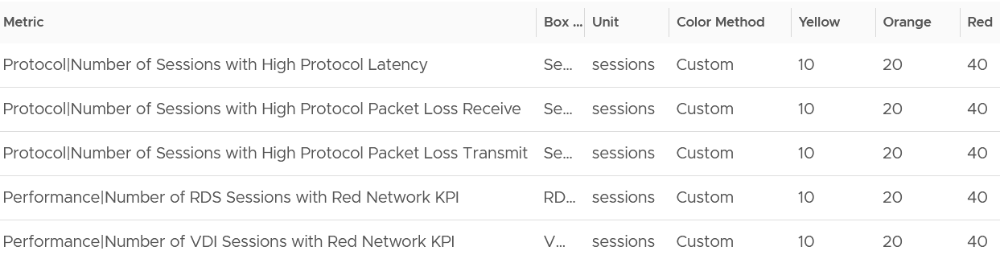 Metric Box ... Unit Color Method Yellow Orange Red
Protocol|Number of Sessions with High Protocol Latency Se... sessions Custom 10 20 40
Protocol|Number of Sessions with High Protocol Packet Loss Receive Se... sessions Custom 10 20 40
Protocol|Number of Sessions with High Protocol Packet Loss Transmit Se... sessions Custom 10 20 40
Performance|Number of RDS Sessions with Red Network KPI RD... sessions Custom 10 20 40
Performance|Number of VDI Sessions with Red Network KPI V... sessions Custom 10 20 40